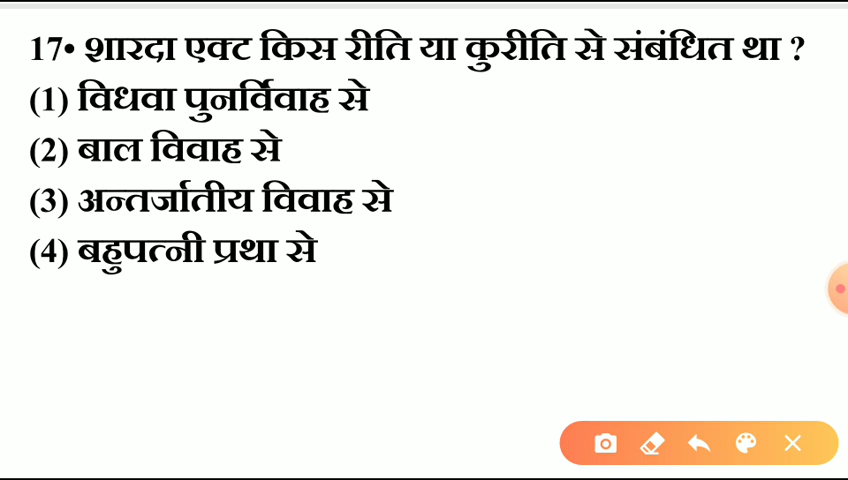 17• शारदा एक्ट किस रीति या कुरीति से संबंधित था ?
(1) विधवा पुनर्विवाह से
(2) बाल विवाह से
(3) अन्तर्जातीय विवाह से
(4) बहुपत्नी प्रथा से